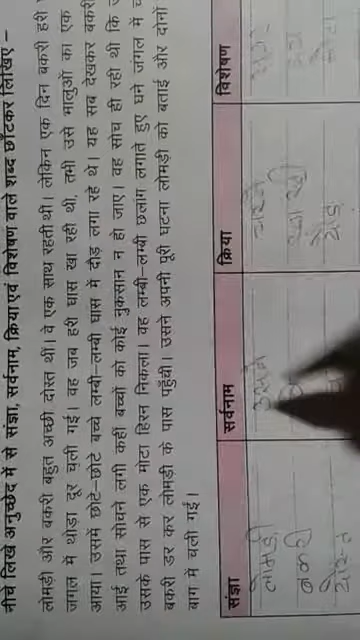 नीचे लिखे अनुच्छेद में से संज्ञा, सर्वनाम, क्रिया एवं विशेषण वाले शब्द छाँटकर लिखिए –
लोमड़ी और बकरी बहुत अच्छी दोस्त थीं। वे एक साथ रहती थीं। लेकिन एक दिन बकरी हरी
जंगल में थोड़ा दूर चली गई। वह जब हरी घास खा रही थी, तभी उसे भालुओं का एक
आया। उसमें छोटे-छोटे बच्चे लम्बी-लम्बी घास में दौड़ लगा रहे थे। यह सब देखकर बकरी
आई तथा सोचने लगी कहीं बच्चों को कोई नुकसान न हो जाए। वह सोच ही रही थी कि
उसके पास से एक मोटा हिरन निकला। वह लम्बी-लम्बी छलांग लगाते हुए घने जंगल में
बकरी डर कर लोमड़ी के पास पहुँची। उसने अपनी पूरी घटना लोमड़ी को बताई और दोनों
बाग में चली गई।
संज्ञा सर्वनाम क्रिया विशेषण
लोमड़ी उसने
बकरी
दोस्त दौड़ मोटा